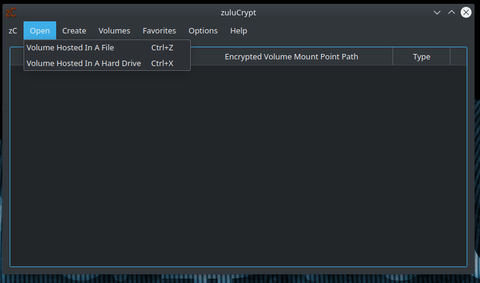 zuluCrypt
zC Open Create Volumes Favorites Options Help
Volume Hosted In A File Ctrl+Z
Volume Hosted In A Hard Drive Ctrl+X
Encrypted Volume Mount Point Path Type